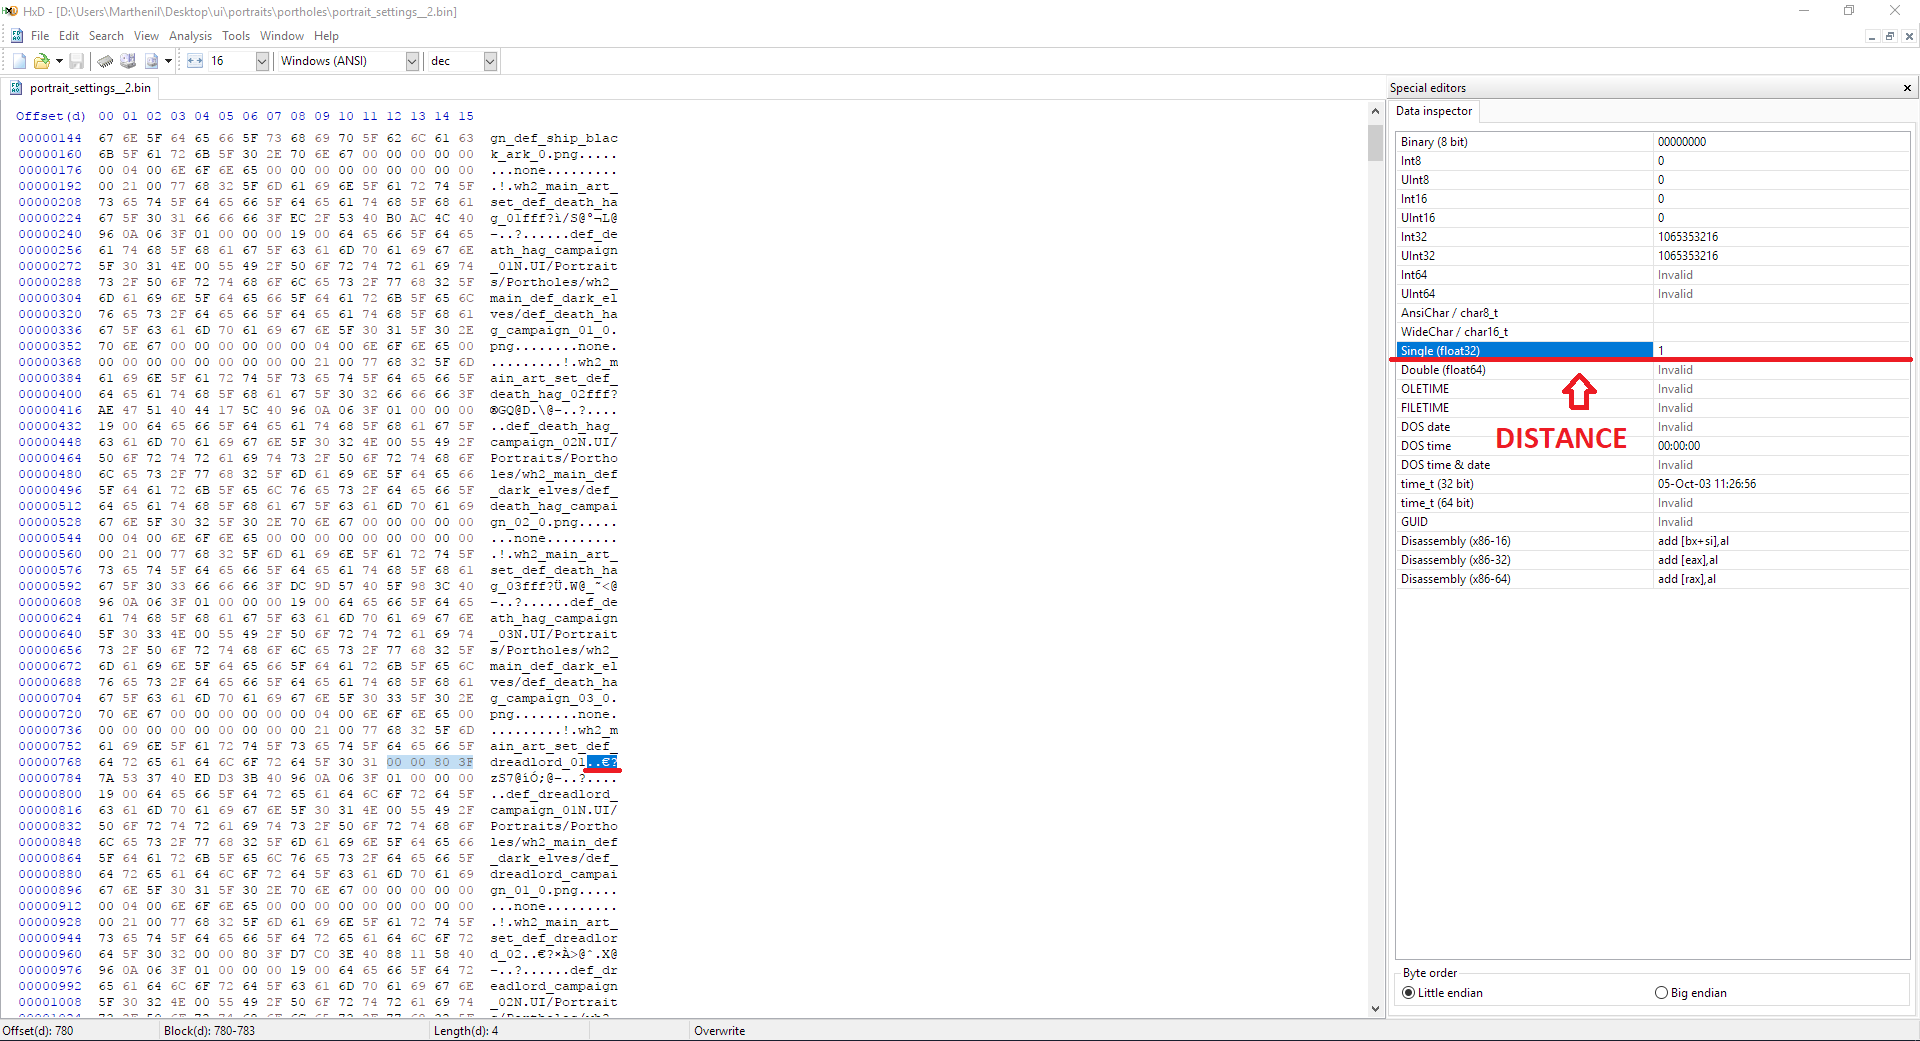 HxD - [D:\Users\Marthenil\Desktop\ui\portraits\portholes\portrait_settings__2.bin]
File Edit Search View Analysis Tools Window Help
16 Windows (ANSI) dec
portrait_settings__2.bin
Offset(d) 00 01 02 03 04 05 06 07 08 09 10 11 12 13 14 15
00000144 67 6E 5F 64 65 66 5F 73 68 69 70 5F 62 6C 61 63 gn_def_ship_blac
00000160 6B 5F 61 72 6B 5F 30 2E 70 6E 67 00 00 00 00 00 k_ark_0.png.....
00000176 00 04 00 6E 6F 6E 65 00 00 00 00 00 00 00 00 00 ...none.........
00000192 00 21 00 77 68 32 5F 6D 61 69 6E 5F 61 72 74 5F .!.wh2_main_art_
00000208 73 65 74 5F 64 65 66 5F 64 65 61 74 68 5F 68 61 set_def_death_ha
00000224 67 5F 30 31 66 66 66 3F EC 2F 53 40 B0 AC 4C 40 g_01fff?ì/S@°¬L@
00000240 96 0A 06 3F 01 00 00 00 19 00 64 65 66 5F 64 65 –..?......def_de
00000256 61 74 68 5F 68 61 67 5F 63 61 6D 70 61 69 67 6E ath_hag_campaign
00000272 5F 30 31 4E 00 55 49 2F 50 6F 72 74 72 61 69 74 _01N.UI/Portrait
00000288 73 2F 50 6F 72 74 68 6F 6C 65 73 2F 77 68 32 5F s/Portholes/wh2_
00000304 6D 61 69 6E 5F 64 65 66 5F 64 61 72 6B 5F 65 6C main_def_dark_el
00000320 76 65 73 2F 64 65 66 5F 64 65 61 74 68 5F 68 61 ves/def_death_ha
00000336 67 5F 63 61 6D 70 61 69 67 6E 5F 30 31 5F 30 2E g_campaign_01_0.
00000352 70 6E 67 00 00 00 00 00 00 04 00 6E 6F 6E 65 00 png........none.
00000368 00 00 00 00 00 00 00 00 00 21 00 77 68 32 5F 6D .........!.wh2_m
00000384 61 69 6E 5F 61 72 74 5F 73 65 74 5F 64 65 66 5F ain_art_set_def_
00000400 64 65 61 74 68 5F 68 61 67 5F 30 32 66 66 66 3F death_hag_02fff?
00000416 AE 47 51 40 44 17 5C 40 96 0A 06 3F 01 00 00 00 ®GQ@D.\@–..?....
00000432 19 00 64 65 66 5F 64 65 61 74 68 5F 68 61 67 5F ..def_death_hag_
00000448 63 61 6D 70 61 69 67 6E 5F 30 32 4E 00 55 49 2F campaign_02N.UI/
00000464 50 6F 72 74 72 61 69 74 73 2F 50 6F 72 74 68 6F Portraits/Portho
00000480 6C 65 73 2F 77 68 32 5F 6D 61 69 6E 5F 64 65 66 les/wh2_main_def
00000496 5F 64 61 72 6B 5F 65 6C 76 65 73 2F 64 65 66 5F _dark_elves/def_
00000512 64 65 61 74 68 5F 68 61 67 5F 63 61 6D 70 61 69 death_hag_campai
00000528 67 6E 5F 30 32 5F 30 2E 70 6E 67 00 00 00 00 00 gn_02_0.png.....
00000544 00 04 00 6E 6F 6E 65 00 00 00 00 00 00 00 00 00 ...none.........
00000560 00 21 00 77 68 32 5F 6D 61 69 6E 5F 61 72 74 5F .!.wh2_main_art_
00000576 73 65 74 5F 64 65 66 5F 64 65 61 74 68 5F 68 61 set_def_death_ha
00000592 67 5F 30 33 66 66 66 3F DC 9D 57 40 5F 98 3C 40 g_03fff?Ü.W@_˜<@
00000608 96 0A 06 3F 01 00 00 00 19 00 64 65 66 5F 64 65 –..?......def_de
00000624 61 74 68 5F 68 61 67 5F 63 61 6D 70 61 69 67 6E ath_hag_campaign
00000640 5F 30 33 4E 00 55 49 2F 50 6F 72 74 72 61 69 74 _03N.UI/Portrait
00000656 73 2F 50 6F 72 74 68 6F 6C 65 73 2F 77 68 32 5F s/Portholes/wh2_
00000672 6D 61 69 6E 5F 64 65 66 5F 64 61 72 6B 5F 65 6C main_def_dark_el
00000688 76 65 73 2F 64 65 66 5F 64 65 61 74 68 5F 68 61 ves/def_death_ha
00000704 67 5F 63 61 6D 70 61 69 67 6E 5F 30 33 5F 30 2E g_campaign_03_0.
00000720 70 6E 67 00 00 00 00 00 00 04 00 6E 6F 6E 65 00 png........none.
00000736 00 00 00 00 00 00 00 00 00 21 00 77 68 32 5F 6D .........!.wh2_m
00000752 61 69 6E 5F 61 72 74 5F 73 65 74 5F 64 65 66 5F ain_art_set_def_
00000768 64 72 65 61 64 6C 6F 72 64 5F 30 31 00 00 80 3F dreadlord_01..€?
00000784 7A 53 37 40 ED D3 3B 40 96 0A 06 3F 01 00 00 00 zS7@íÓ;@–..?....
00000800 19 00 64 65 66 5F 64 72 65 61 64 6C 6F 72 64 5F ..def_dreadlord_
00000816 63 61 6D 70 61 69 67 6E 5F 30 31 4E 00 55 49 2F campaign_01N.UI/
00000832 50 6F 72 74 72 61 69 74 73 2F 50 6F 72 74 68 6F Portraits/Portho
00000848 6C 65 73 2F 77 68 32 5F 6D 61 69 6E 5F 64 65 66 les/wh2_main_def
00000864 5F 64 61 72 6B 5F 65 6C 76 65 73 2F 64 65 66 5F _dark_elves/def_
00000880 64 72 65 61 64 6C 6F 72 64 5F 63 61 6D 70 61 69 dreadlord_campai
00000896 67 6E 5F 30 31 5F 30 2E 70 6E 67 00 00 00 00 00 gn_01_0.png.....
00000912 00 04 00 6E 6F 6E 65 00 00 00 00 00 00 00 00 00 ...none.........
00000928 00 21 00 77 68 32 5F 6D 61 69 6E 5F 61 72 74 5F .!.wh2_main_art_
00000944 73 65 74 5F 64 65 66 5F 64 72 65 61 64 6C 6F 72 set_def_dreadlor
00000960 64 5F 30 32 00 00 80 3F D7 C0 3E 40 88 11 58 40 d_02..€?×À>@ˆ.X@
00000976 96 0A 06 3F 01 00 00 00 19 00 64 65 66 5F 64 72 –..?......def_dr
00000992 65 61 64 6C 6F 72 64 5F 63 61 6D 70 61 69 67 6E eadlord_campaign
00001008 5F 30 32 4E 00 55 49 2F 50 6F 72 74 72 61 69 74 _02N.UI/Portrait
Special editors
Data inspector
Binary (8 bit) 00000000
Int8 0
UInt8 0
Int16 0
UInt16 0
Int32 1065353216
UInt32 1065353216
Int64 Invalid
UInt64 Invalid
AnsiChar / char8_t
WideChar / char16_t
Single (float32) 1
Double (float64) Invalid
OLETIME Invalid
FILETIME Invalid
DOS date Invalid
DISTANCE
DOS time 00:00:00
DOS time & date Invalid
time_t (32 bit) 05-Oct-03 11:26:56
time_t (64 bit) Invalid
GUID Invalid
Disassembly (x86-16) add [bx+si],al
Disassembly (x86-32) add [eax],al
Disassembly (x86-64) add [rax],al
Byte order
Little endian Big endian
Offset(d): 780 Block(d): 780-783 Length(d): 4 Overwrite